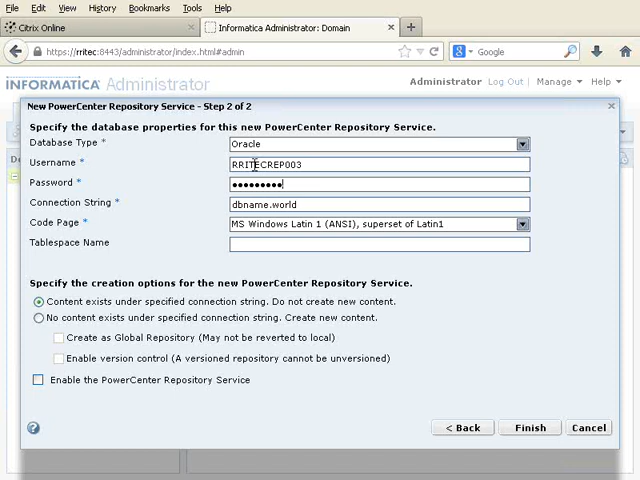 File Edit View History Bookmarks Tools Help
Citrix Online
Informatica Administrator: Domain
https://rritec:8443/administrator/index.html#admin
Google
INFORMATICA Administrator
Administrator Log Out Manage Help
New PowerCenter Repository Service - Step 2 of 2
Specify the database properties for this new PowerCenter Repository Service.
Database Type * Oracle
Username * RRITECREP003
Password * ●●●●●●●●●
Connection String * dbname.world
Code Page * MS Windows Latin 1 (ANSI), superset of Latin1
Tablespace Name
Specify the creation options for the new PowerCenter Repository Service.
Content exists under specified connection string. Do not create new content.
No content exists under specified connection string. Create new content.
Create as Global Repository (May not be reverted to local)
Enable version control (A versioned repository cannot be unversioned)
Enable the PowerCenter Repository Service
< Back Finish Cancel